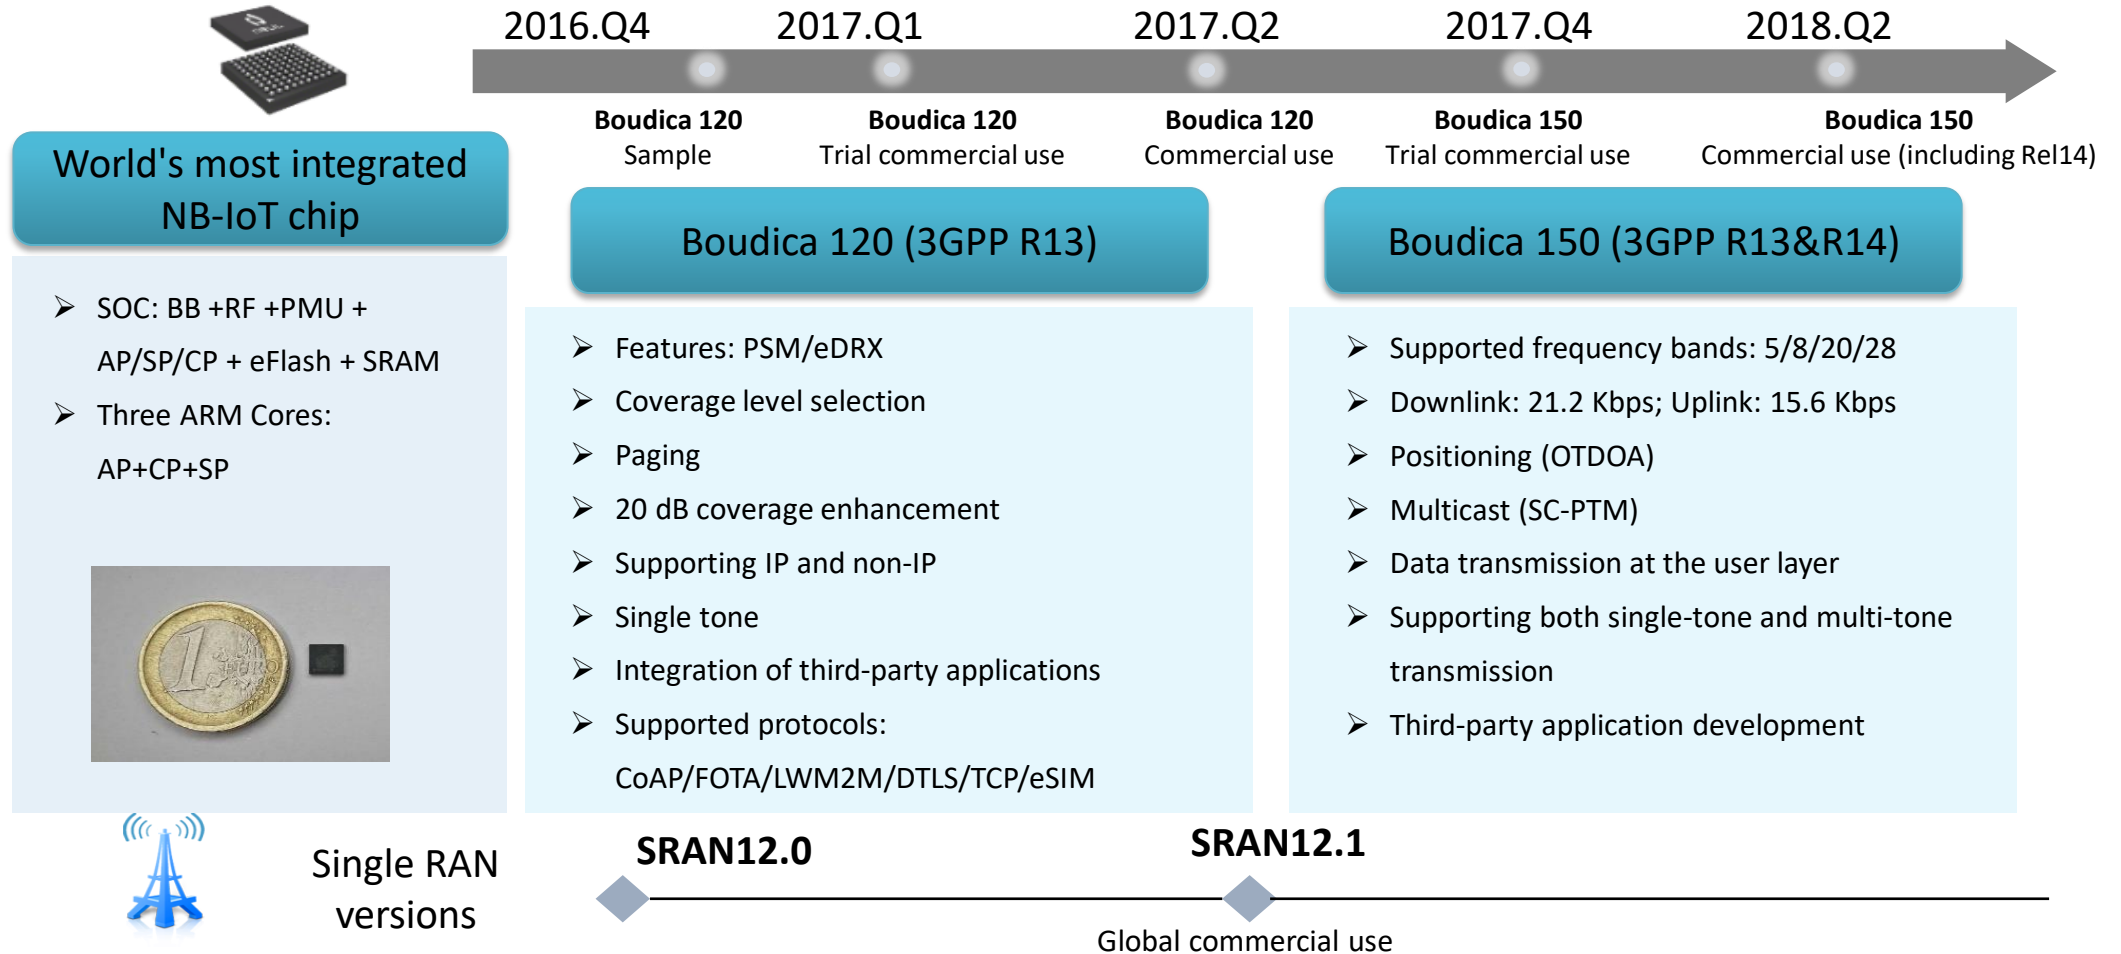 2016.Q4
2017.Q1
2017.Q2
2017.Q4
2018.Q2
Boudica 120
Sample
Boudica 120
Trial commercial use
Boudica 120
Commercial use
Boudica 150
Trial commercial use
Boudica 150
Commercial use (including Rel14)
World's most integrated
NB-IoT chip
➢ SOC: BB +RF +PMU +
AP/SP/CP + eFlash + SRAM
➢ Three ARM Cores:
AP+CP+SP
Boudica 120 (3GPP R13)
➢ Features: PSM/eDRX
➢ Coverage level selection
➢ Paging
➢ 20 dB coverage enhancement
➢ Supporting IP and non-IP
➢ Single tone
➢ Integration of third-party applications
➢ Supported protocols:
CoAP/FOTA/LWM2M/DTLS/TCP/eSIM
Boudica 150 (3GPP R13&R14)
➢ Supported frequency bands: 5/8/20/28
➢ Downlink: 21.2 Kbps; Uplink: 15.6 Kbps
➢ Positioning (OTDOA)
➢ Multicast (SC-PTM)
➢ Data transmission at the user layer
➢ Supporting both single-tone and multi-tone
transmission
➢ Third-party application development
Single RAN
versions
SRAN12.0
SRAN12.1
Global commercial use